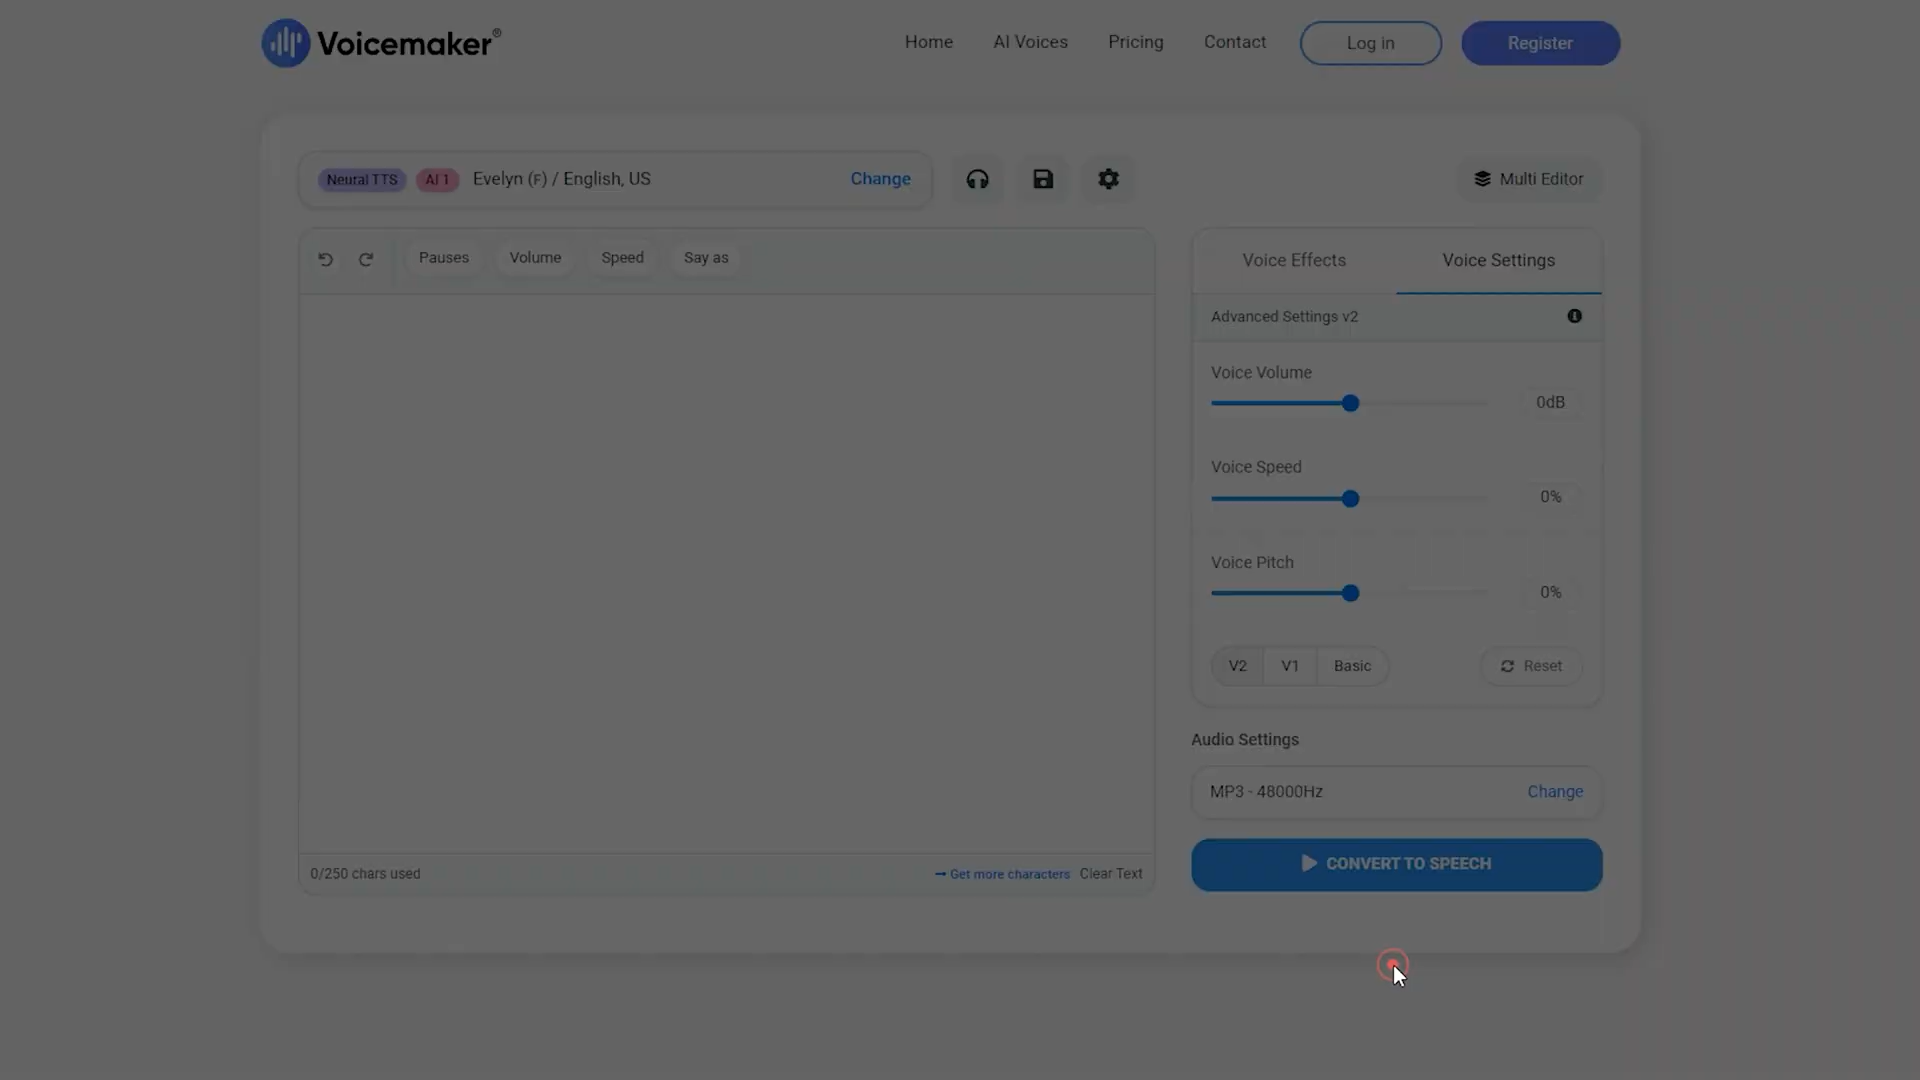 Voicemaker®
Home
AI Voices
Pricing
Contact
Log in
Register
Neural TTS
AI 1
Evelyn (F) / English, US
Change
Multi Editor
Pauses
Volume
Speed
Say as
0/250 chars used
Get more characters
Clear Text
Voice Effects
Voice Settings
Advanced Settings v2
Voice Volume
0dB
Voice Speed
0%
Voice Pitch
0%
V2
V1
Basic
Reset
Audio Settings
MP3 - 48000Hz
Change
CONVERT TO SPEECH